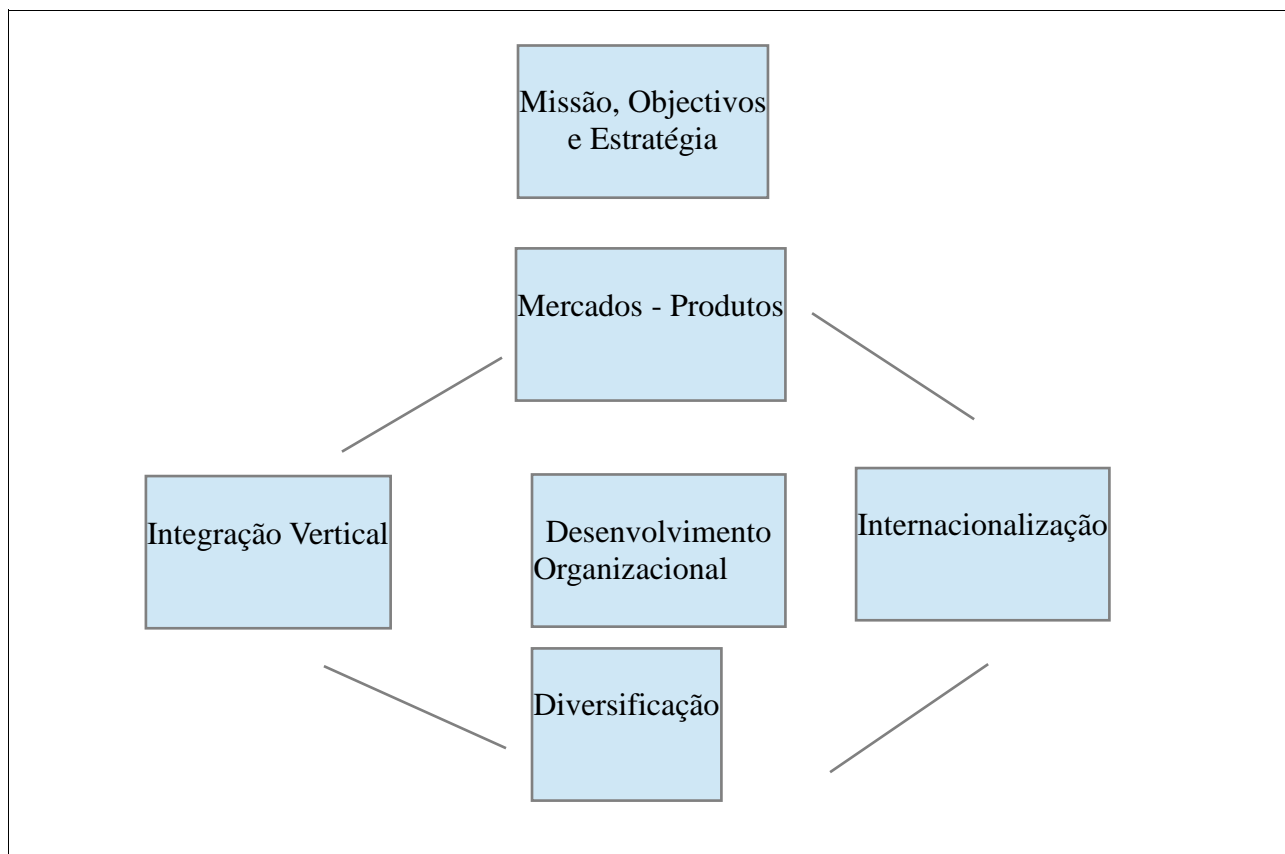 Missão, Objectivos
e Estratégia
Mercados - Produtos
Integração Vertical
Desenvolvimento
Organizacional
Internacionalização
Diversificação